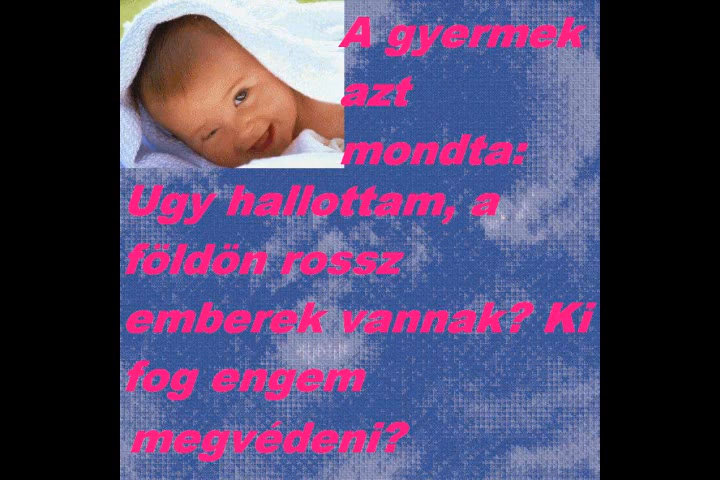 A gyermek
azt
mondta:
Ugy hallottam, a
földön rossz
emberek vannak? Ki
fog engem
megvédeni?